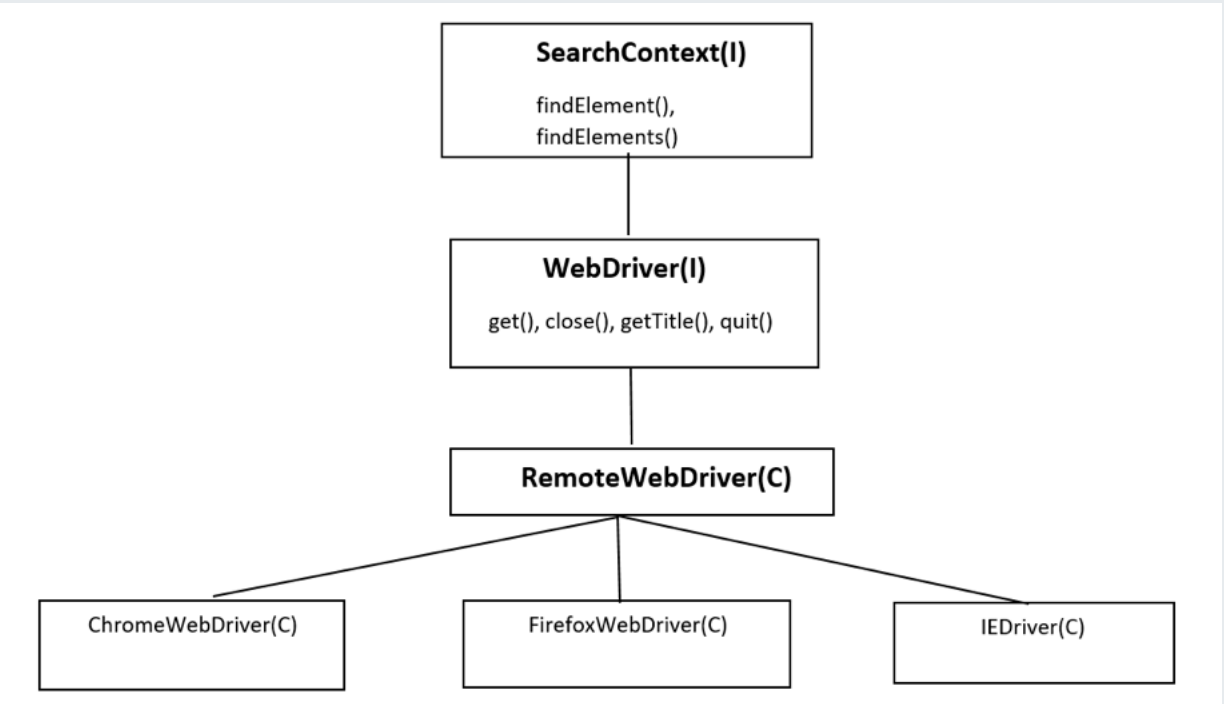 SearchContext(I)
findElement(),
findElements()
WebDriver(I)
get(), close(), getTitle(), quit()
RemoteWebDriver(C)
ChromeWebDriver(C)
FirefoxWebDriver(C)
IEDriver(C)